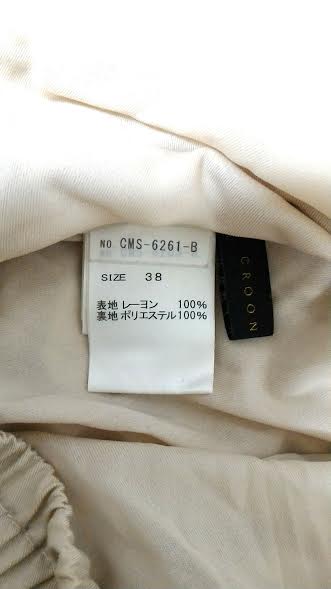 NO CMS-6261-B
SIZE 38
表地 レーヨン 100%
裏地 ポリエステル100%
CROON